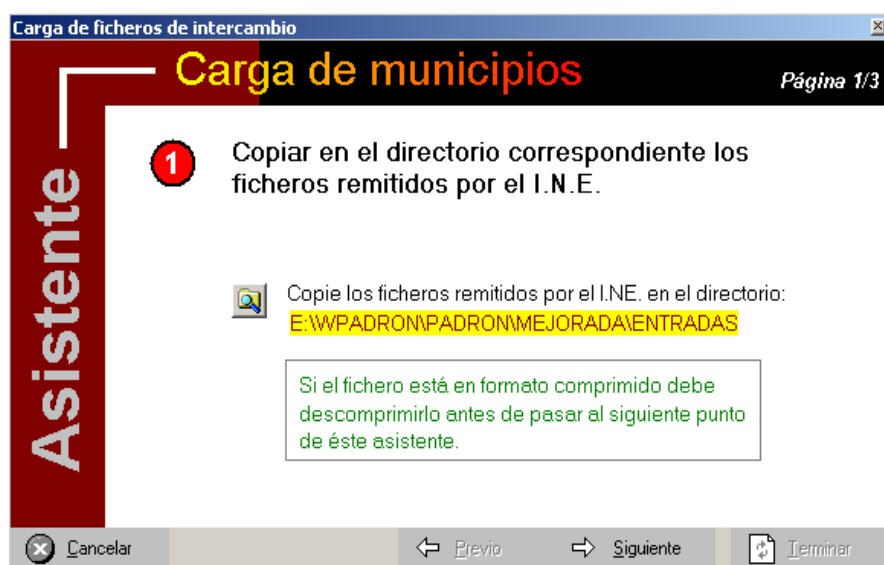 Carga de ficheros de intercambio
Carga de municipios
Página 1/3
Asistente
1
Copiar en el directorio correspondiente los
ficheros remitidos por el I.N.E.
Copie los ficheros remitidos por el I.NE. en el directorio:
E:\WPADRON\PADRON\MEJORADA\ENTRADAS
Si el fichero está en formato comprimido debe
descomprimirlo antes de pasar al siguiente punto
de éste asistente.
Cancelar
Previo
Siguiente
Terminar